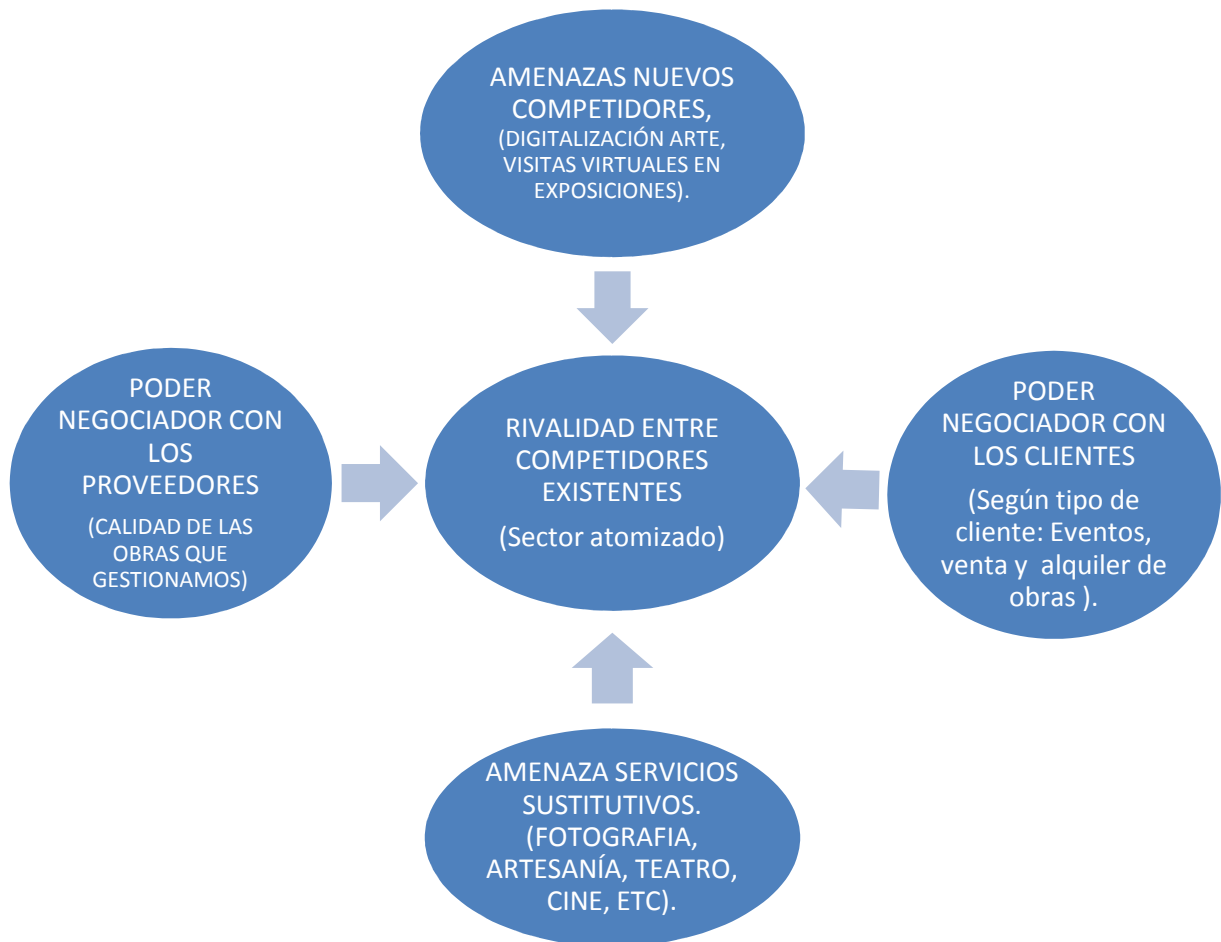 AMENAZAS NUEVOS
COMPETIDORES,
(DIGITALIZACIÓN ARTE,
VISITAS VIRTUALES EN
EXPOSICIONES).
PODER
NEGOCIADOR CON
LOS
PROVEEDORES
(CALIDAD DE LAS
OBRAS QUE
GESTIONAMOS)
RIVALIDAD ENTRE
COMPETIDORES
EXISTENTES
(Sector atomizado)
PODER
NEGOCIADOR CON
LOS CLIENTES
(Según tipo de
cliente: Eventos,
venta y alquiler de
obras ).
AMENAZA SERVICIOS
SUSTITUTIVOS.
(FOTOGRAFIA,
ARTESANÍA, TEATRO,
CINE, ETC).